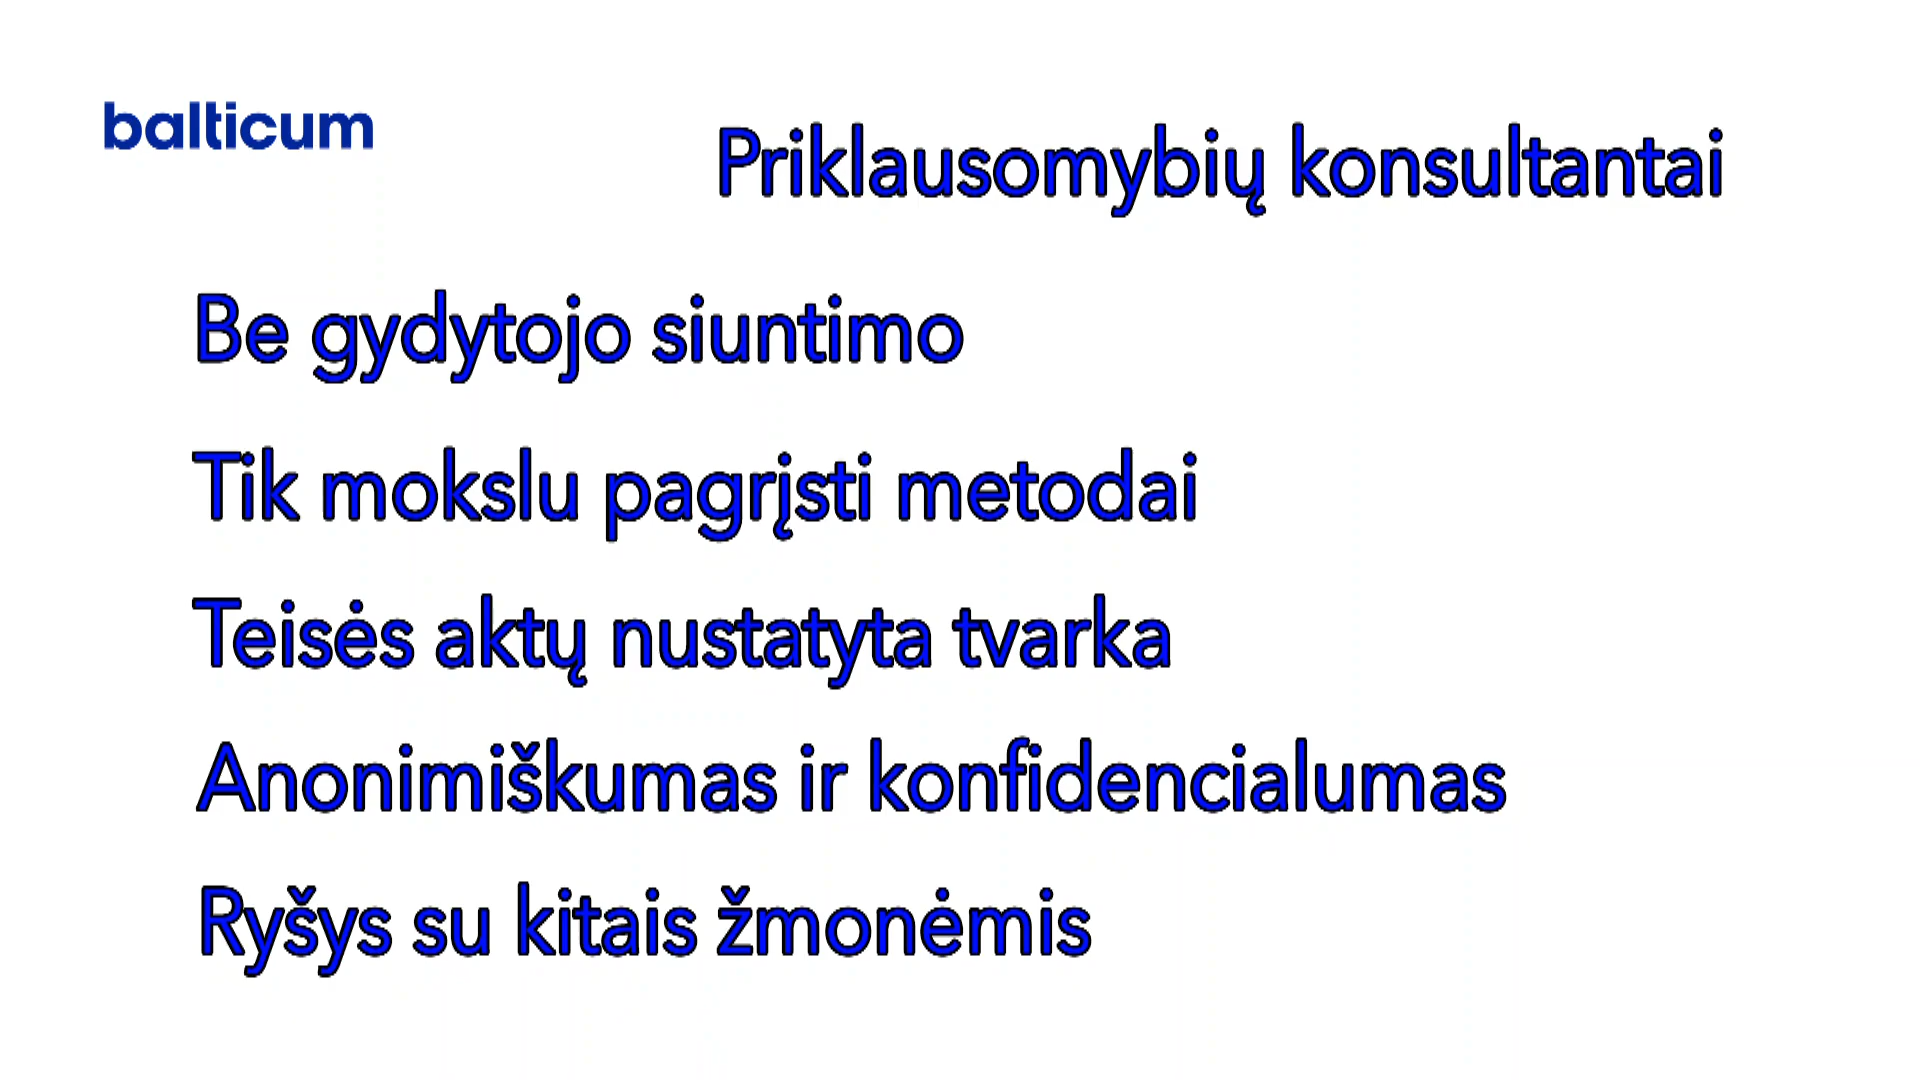 balticum
Priklausomybių konsultantai
Be gydytojo siuntimo
Tik mokslu pagrįsti metodai
Teisės aktų nustatyta tvarka
Anonimiškumas ir konfidencialumas
Ryšys su kitais žmonėmis